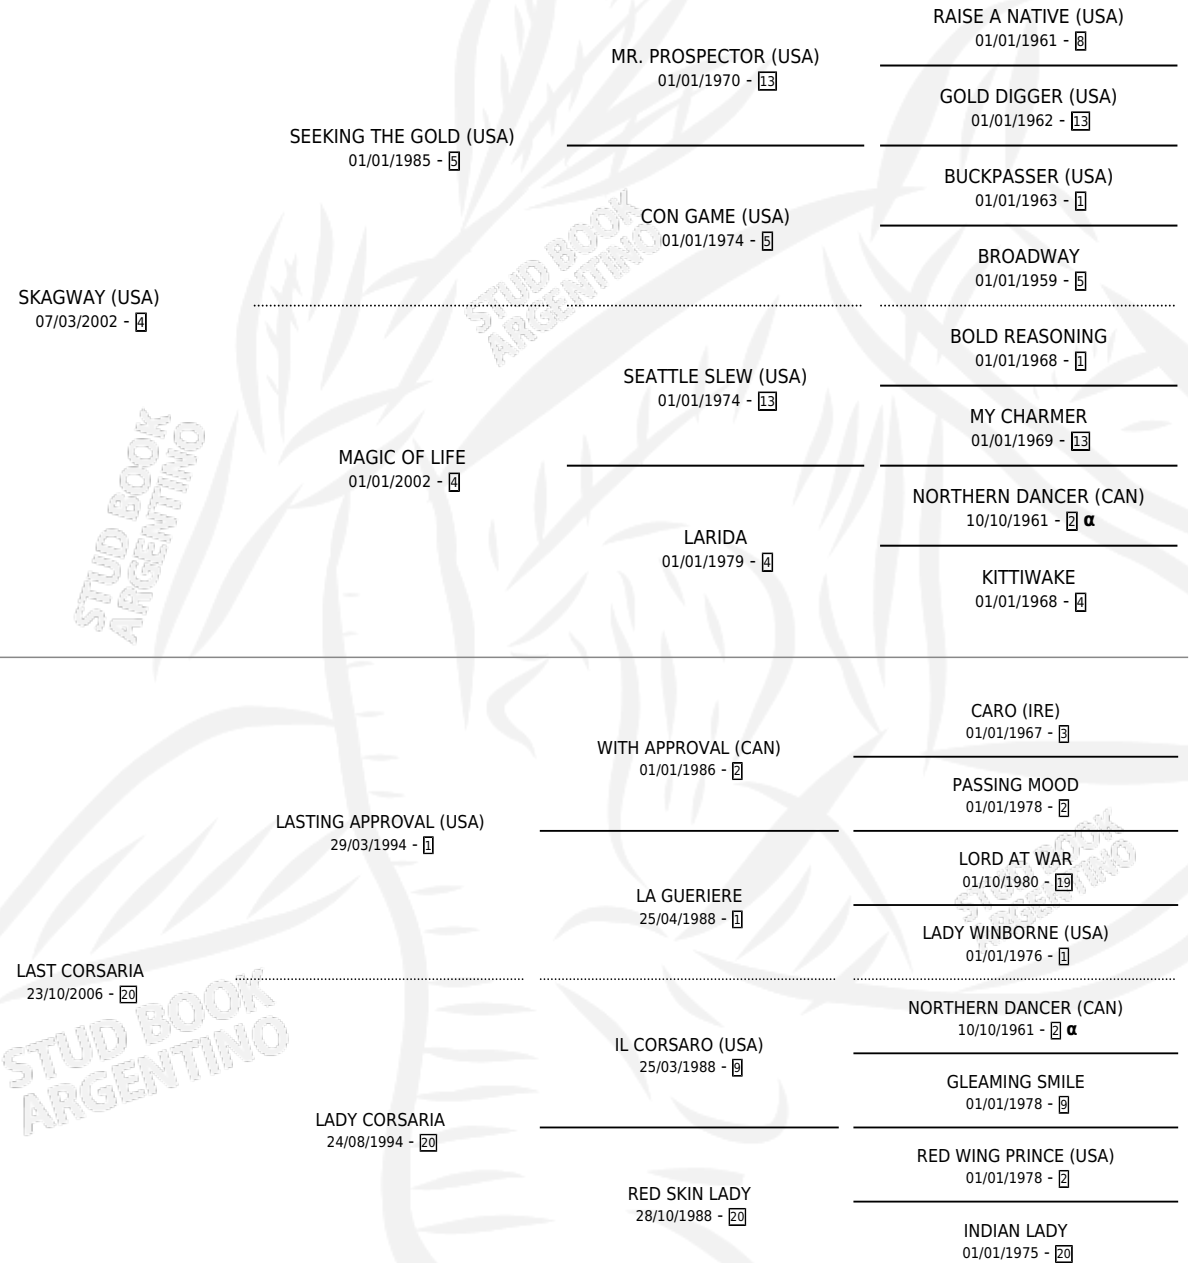 RAISE A NATIVE (USA)
01/01/1961 - 8
MR. PROSPECTOR (USA)
01/01/1970 - 13
GOLD DIGGER (USA)
01/01/1962 - 13
SEEKING THE GOLD (USA)
01/01/1985 - 5
BUCKPASSER (USA)
01/01/1963 - 1
CON GAME (USA)
01/01/1974 - 5
BROADWAY
01/01/1959 - 5
SKAGWAY (USA)
07/03/2002 - 4
BOLD REASONING
01/01/1968 - 1
SEATTLE SLEW (USA)
01/01/1974 - 13
MY CHARMER
01/01/1969 - 13
MAGIC OF LIFE
01/01/2002 - 4
NORTHERN DANCER (CAN)
10/10/1961 - 2 α
LARIDA
01/01/1979 - 4
KITTIWAKE
01/01/1968 - 4
CARO (IRE)
01/01/1967 - 3
WITH APPROVAL (CAN)
01/01/1986 - 2
PASSING MOOD
01/01/1978 - 2
LASTING APPROVAL (USA)
29/03/1994 - 1
LORD AT WAR
01/10/1980 - 19
LA GUERIERE
25/04/1988 - 1
LADY WINBORNE (USA)
01/01/1976 - 1
LAST CORSARIA
23/10/2006 - 20
NORTHERN DANCER (CAN)
10/10/1961 - 2 α
IL CORSARO (USA)
25/03/1988 - 9
GLEAMING SMILE
01/01/1978 - 9
LADY CORSARIA
24/08/1994 - 20
RED WING PRINCE (USA)
01/01/1978 - 2
RED SKIN LADY
28/10/1988 - 20
INDIAN LADY
01/01/1975 - 20
STUD BOOK
ARGENTINO
STUD BOOK
ARGENTINO
STUD BOOK
ARGENTINO
STUD BOOK
ARGENTINO